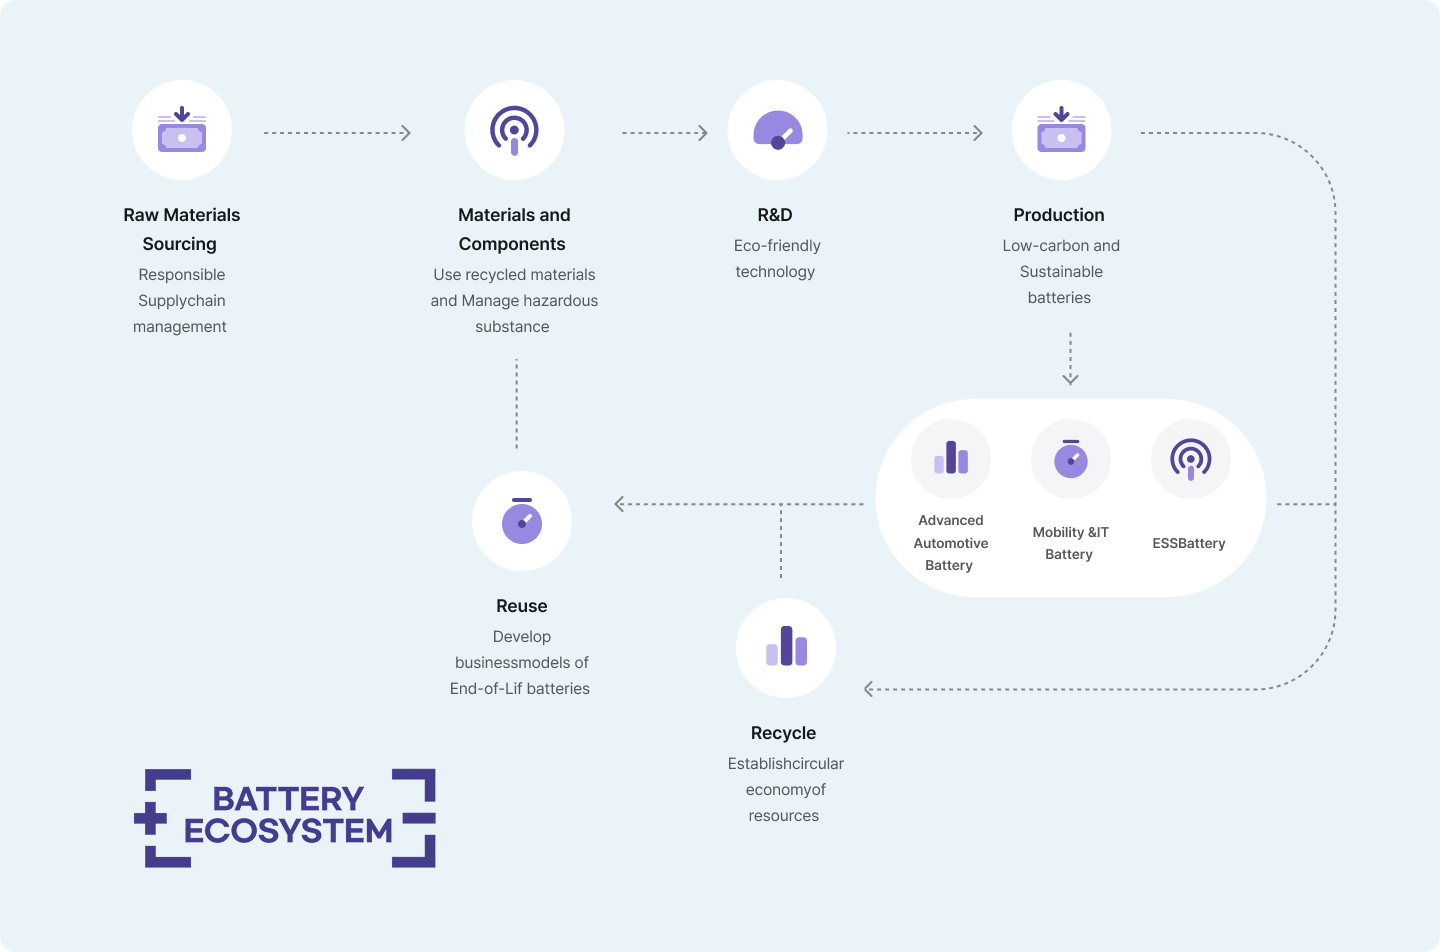 Raw Materials
Sourcing
Responsible
Supplychain
management
Materials and
Components
Use recycled materials
and Manage hazardous
substance
R&D
Eco-friendly
technology
Production
Low-carbon and
Sustainable
batteries
Advanced
Automotive
Battery
Mobility &IT
Battery
ESSBattery
Reuse
Develop
businessmodels of
End-of-Lif batteries
Recycle
Establishcircular
economyof
resources
BATTERY
ECOSYSTEM